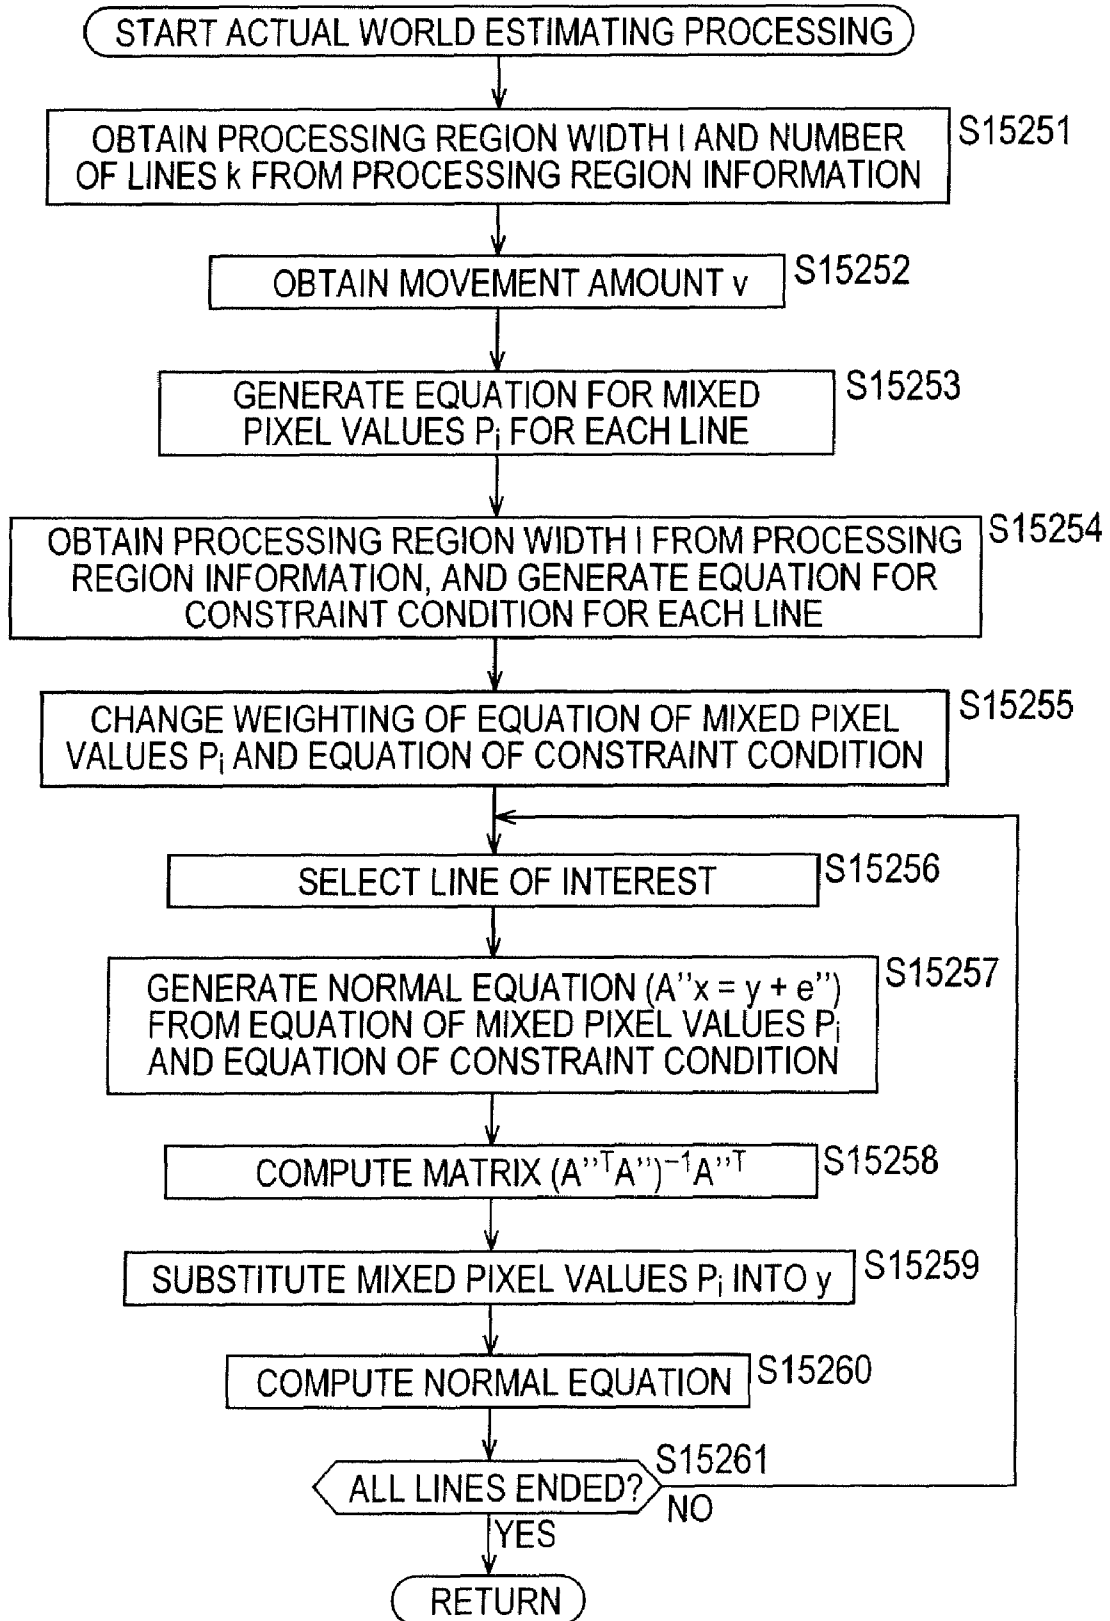 START ACTUAL WORLD ESTIMATING PROCESSING
OBTAIN PROCESSING REGION WIDTH l AND NUMBER
OF LINES k FROM PROCESSING REGION INFORMATION
S15251
OBTAIN MOVEMENT AMOUNT v
S15252
GENERATE EQUATION FOR MIXED
PIXEL VALUES Pi FOR EACH LINE
S15253
OBTAIN PROCESSING REGION WIDTH l FROM PROCESSING
REGION INFORMATION, AND GENERATE EQUATION FOR
CONSTRAINT CONDITION FOR EACH LINE
S15254
CHANGE WEIGHTING OF EQUATION OF MIXED PIXEL
VALUES Pi AND EQUATION OF CONSTRAINT CONDITION
S15255
SELECT LINE OF INTEREST
S15256
GENERATE NORMAL EQUATION (A"x = y + e")
FROM EQUATION OF MIXED PIXEL VALUES Pi
AND EQUATION OF CONSTRAINT CONDITION
S15257
COMPUTE MATRIX (A"ᵀA")⁻¹A"ᵀ
S15258
SUBSTITUTE MIXED PIXEL VALUES Pi INTO y
S15259
COMPUTE NORMAL EQUATION
S15260
ALL LINES ENDED?
S15261
NO
YES
RETURN